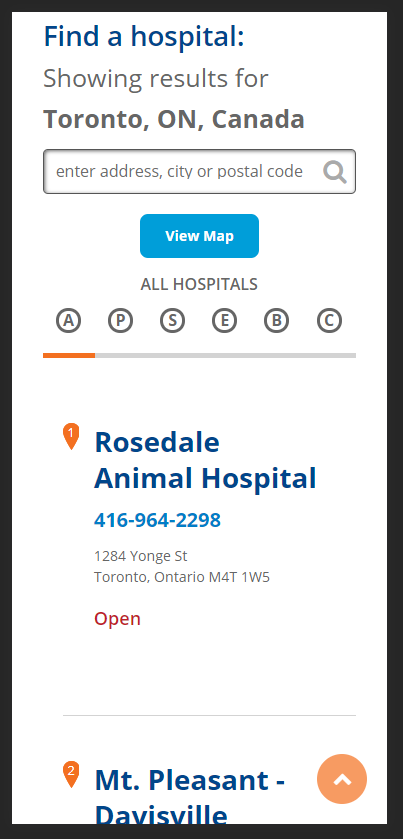 Find a hospital:
Showing results for
Toronto, ON, Canada
enter address, city or postal code
View Map
ALL HOSPITALS
A P S E B C
1
Rosedale
Animal Hospital
416-964-2298
1284 Yonge St
Toronto, Ontario M4T 1W5
Open
2
Mt. Pleasant -
Davisville